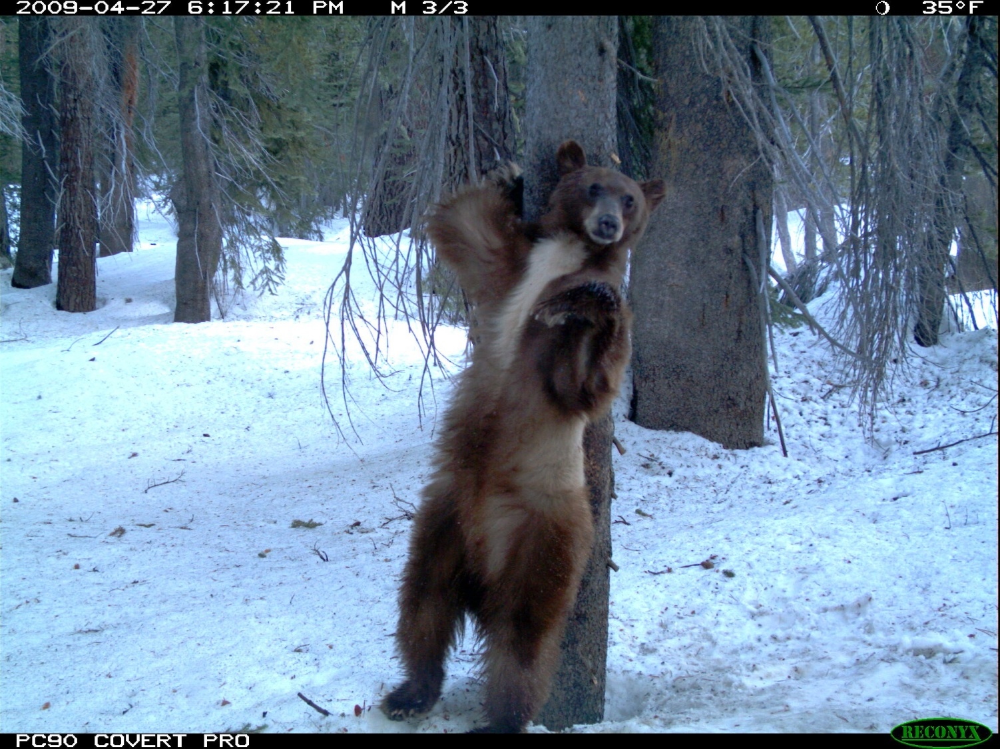 2009-04-27 6:17:21 PM M 3/3 35°F
PC90 COVERT PRO
RECONYX